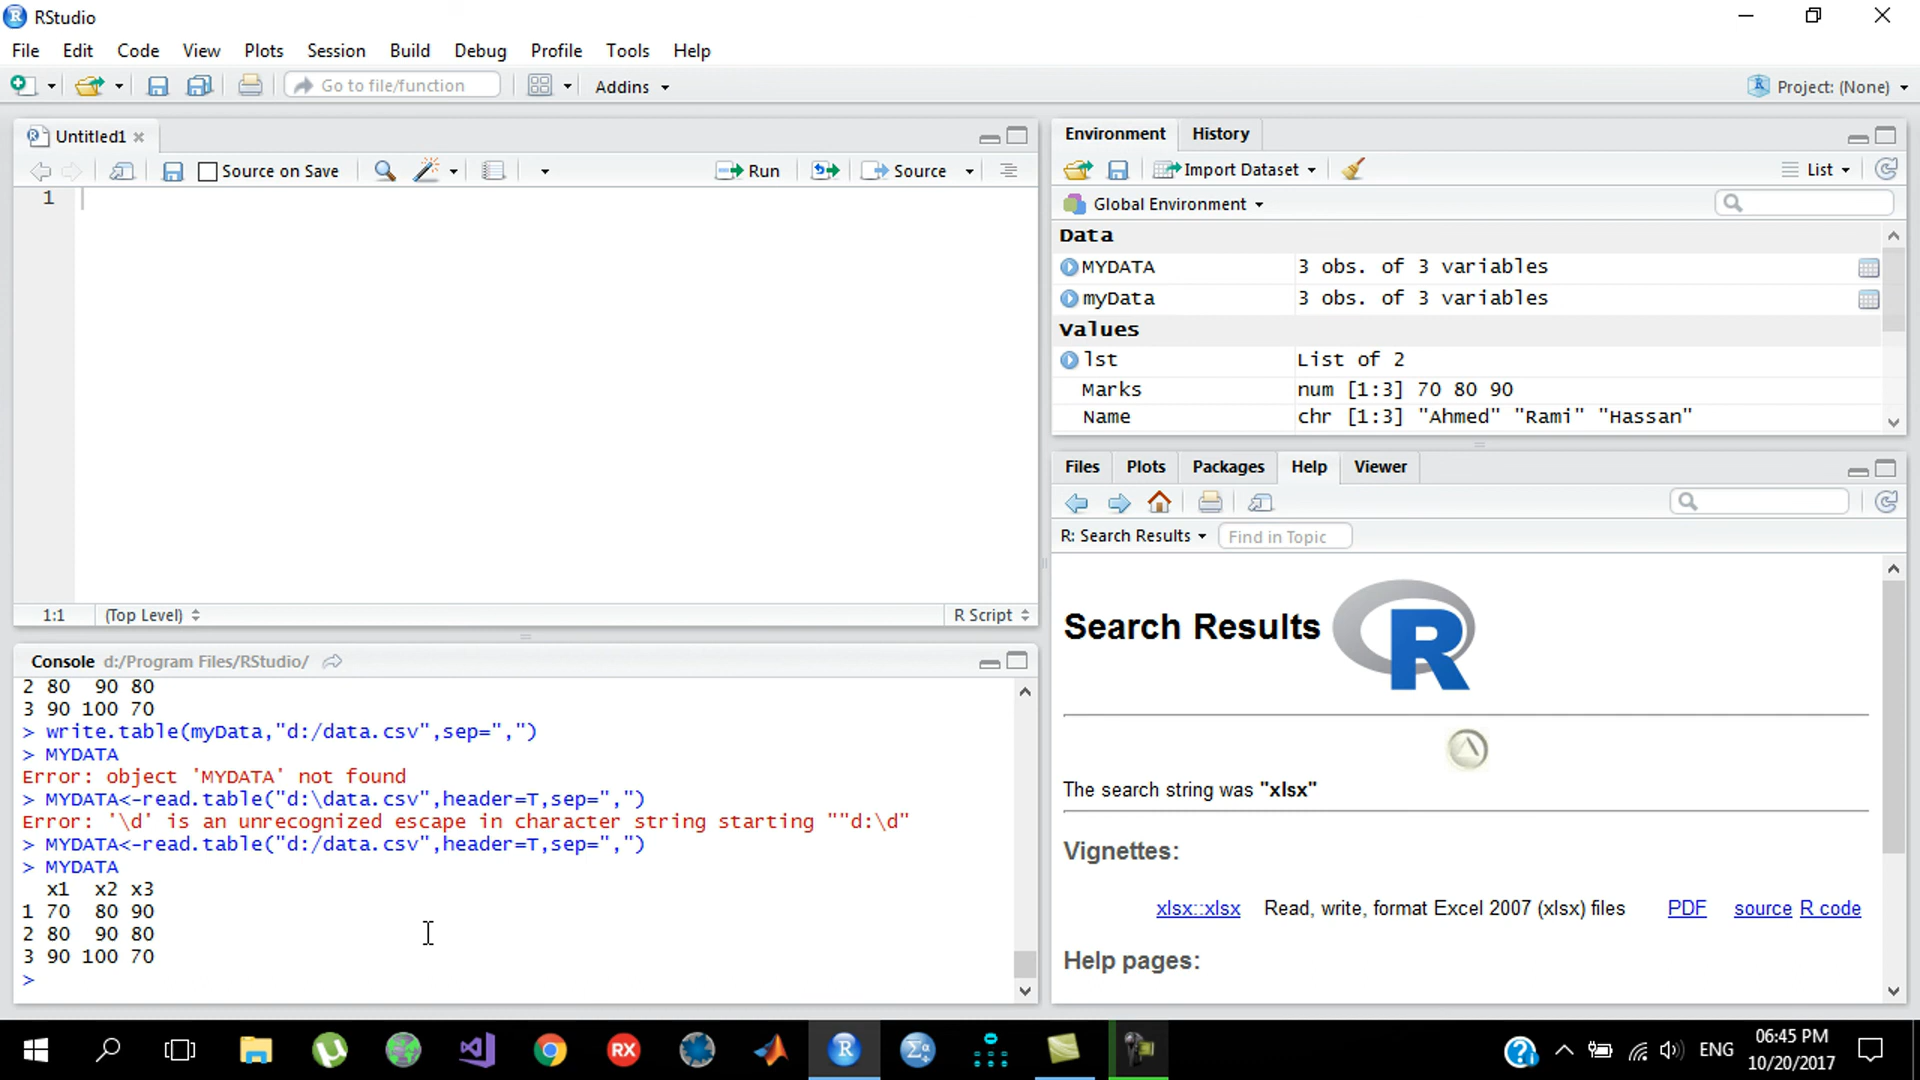 RStudio
File Edit Code View Plots Session Build Debug Profile Tools Help
Go to file/function Addins Project: (None)
Untitled1
Source on Save Run Source
1
1:1 (Top Level) R Script
Console d:/Program Files/RStudio/
2 80 90 80
3 90 100 70
> write.table(myData,"d:/data.csv",sep=",")
> MYDATA
Error: object 'MYDATA' not found
> MYDATA<-read.table("d:\data.csv",header=T,sep=",")
Error: '\d' is an unrecognized escape in character string starting ""d:\d"
> MYDATA<-read.table("d:/data.csv",header=T,sep=",")
> MYDATA
x1 x2 x3
1 70 80 90
2 80 90 80
3 90 100 70
>
Environment History
Import Dataset List
Global Environment
Data
MYDATA 3 obs. of 3 variables
myData 3 obs. of 3 variables
Values
lst List of 2
Marks num [1:3] 70 80 90
Name chr [1:3] "Ahmed" "Rami" "Hassan"
Files Plots Packages Help Viewer
R: Search Results Find in Topic
Search Results R
The search string was "xlsx"
Vignettes:
xlsx::xlsx Read, write, format Excel 2007 (xlsx) files PDF source R code
Help pages:
RX R Σα ENG 06:45 PM
10/20/2017